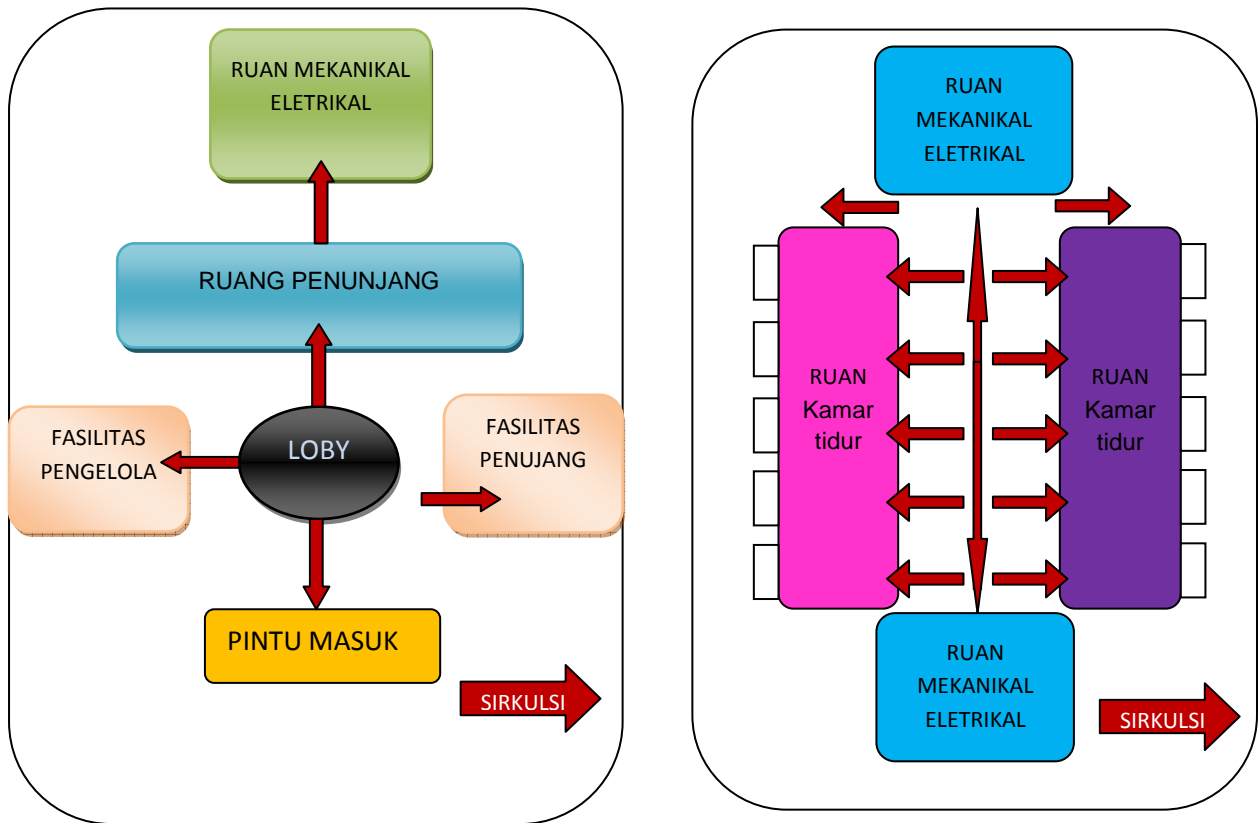 RUAN MEKANIKAL
ELETRIKAL
RUANG PENUNJANG
FASILITAS
PENGELOLA
LOBY
FASILITAS
PENUJANG
PINTU MASUK
SIRKULSI
RUAN
MEKANIKAL
ELETRIKAL
RUAN
Kamar
tidur
RUAN
Kamar
tidur
RUAN
MEKANIKAL
ELETRIKAL
SIRKULSI